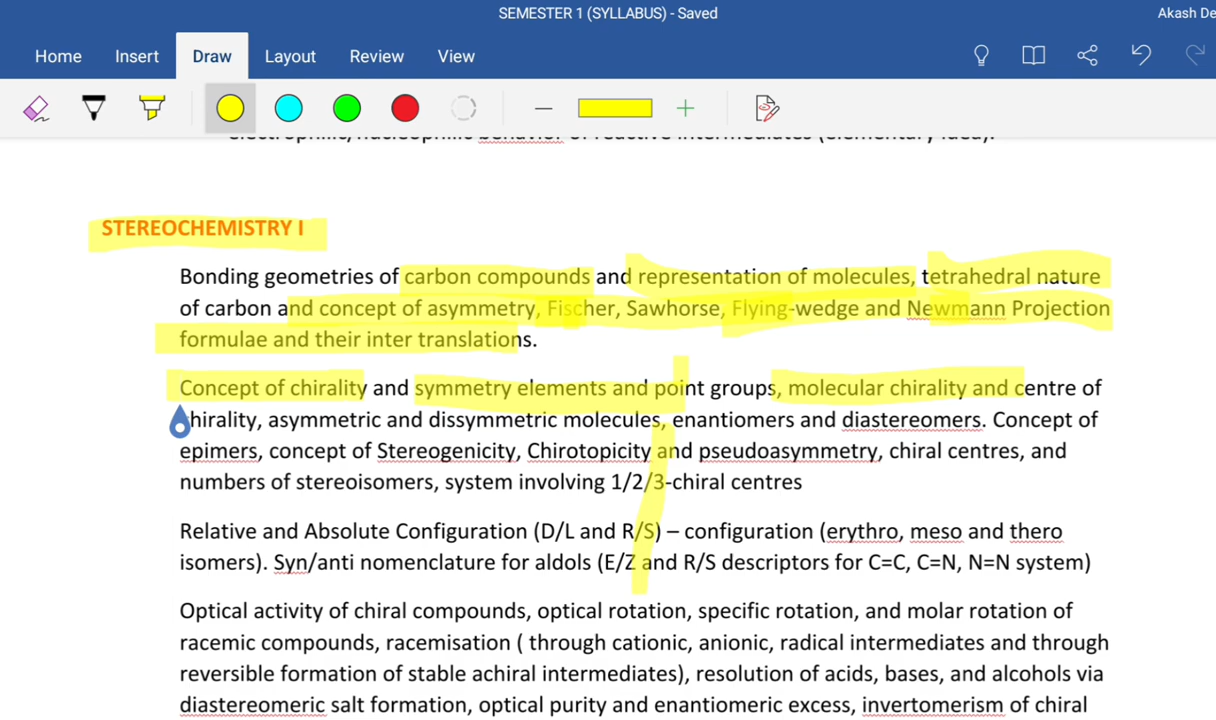 SEMESTER 1 (SYLLABUS) - Saved
Akash De
Home Insert Draw Layout Review View
electrophilic/nucleophilic behavior of reactive intermediates (elementary idea).
STEREOCHEMISTRY I
Bonding geometries of carbon compounds and representation of molecules, tetrahedral nature
of carbon and concept of asymmetry, Fischer, Sawhorse, Flying-wedge and Newmann Projection
formulae and their inter translations.
Concept of chirality and symmetry elements and point groups, molecular chirality and centre of
chirality, asymmetric and dissymmetric molecules, enantiomers and diastereomers. Concept of
epimers, concept of Stereogenicity, Chirotopicity and pseudoasymmetry, chiral centres, and
numbers of stereoisomers, system involving 1/2/3-chiral centres
Relative and Absolute Configuration (D/L and R/S) – configuration (erythro, meso and thero
isomers). Syn/anti nomenclature for aldols (E/Z and R/S descriptors for C=C, C=N, N=N system)
Optical activity of chiral compounds, optical rotation, specific rotation, and molar rotation of
racemic compounds, racemisation ( through cationic, anionic, radical intermediates and through
reversible formation of stable achiral intermediates), resolution of acids, bases, and alcohols via
diastereomeric salt formation, optical purity and enantiomeric excess, invertomerism of chiral